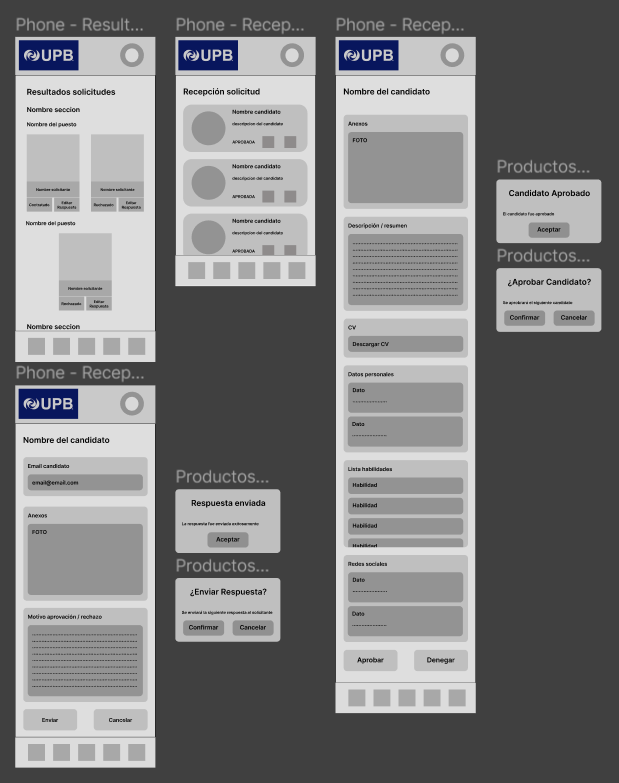 Phone - Result...
UPB
Resultados solicitudes
Nombre seccion
Nombre del puesto
Nombre solicitante
Nombre solicitante
Contratado
Editar Respuesta
Rechazado
Editar Respuesta
Nombre del puesto
Nombre solicitante
Rechazado
Editar Respuesta
Nombre seccion
Phone - Recep...
UPB
Recepción solicitud
Nombre candidato
descripcion del candidato
APROBADA
Nombre candidato
descripcion del candidato
APROBADA
Nombre candidato
descripcion del candidato
APROBADA
Phone - Recep...
UPB
Nombre del candidato
Anexos
FOTO
Descripción / resumen
CV
Descargar CV
Datos personales
Dato
Dato
Lista habilidades
Habilidad
Habilidad
Habilidad
Habilidad
Redes sociales
Dato
Dato
Aprobar
Denegar
Productos...
Candidato Aprobado
El candidato fue aprobado
Aceptar
Productos...
¿Aprobar Candidato?
Se aprobrará el siguiente candidato
Confirmar
Cancelar
Phone - Recep...
UPB
Nombre del candidato
Email candidato
email@email.com
Anexos
FOTO
Motivo aprovación / rechazo
Enviar
Cancelar
Productos...
Respuesta enviada
La respuesta fue enviada exitosamente
Aceptar
Productos...
¿Enviar Respuesta?
Se enviará la siguiente respuesta al solicitante
Confirmar
Cancelar